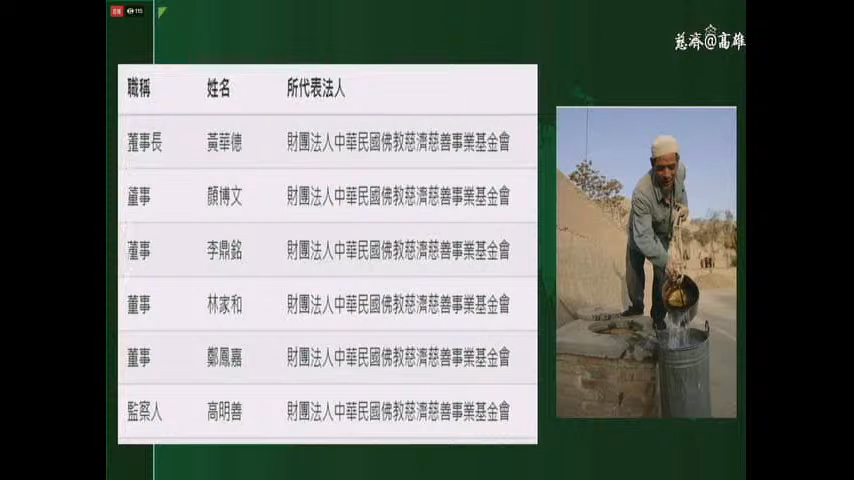 115
慈濟@高雄
職稱 姓名 所代表法人
董事長 黃華德 財團法人中華民國佛教慈濟慈善事業基金會
董事 顏博文 財團法人中華民國佛教慈濟慈善事業基金會
董事 李鼎銘 財團法人中華民國佛教慈濟慈善事業基金會
董事 林家和 財團法人中華民國佛教慈濟慈善事業基金會
董事 鄭鳳嘉 財團法人中華民國佛教慈濟慈善事業基金會
監察人 高明善 財團法人中華民國佛教慈濟慈善事業基金會